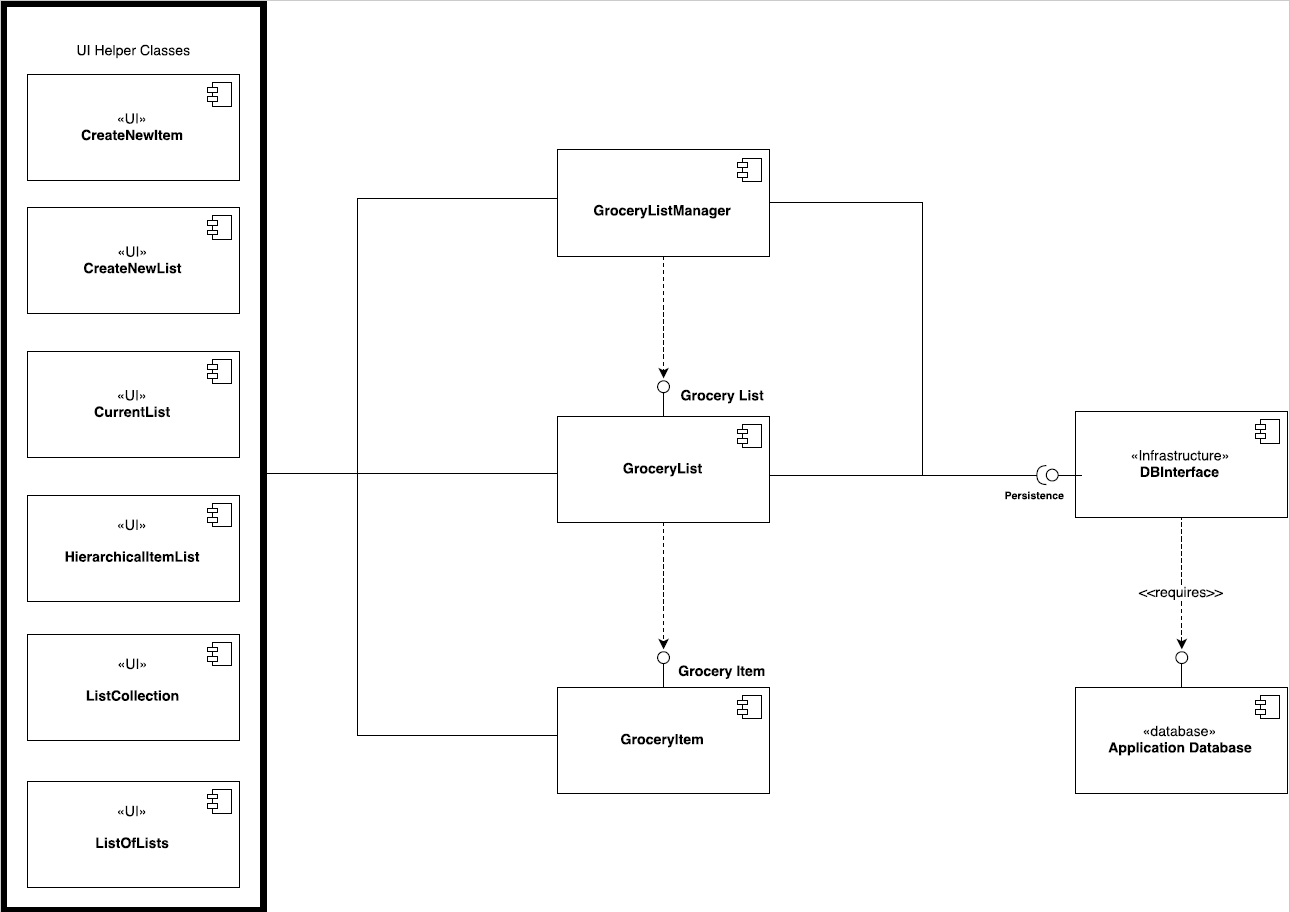 UI Helper Classes
«UI»
CreateNewItem
«UI»
CreateNewList
«UI»
CurrentList
«UI»
HierarchicalItemList
«UI»
ListCollection
«UI»
ListOfLists
GroceryListManager
Grocery List
GroceryList
Grocery Item
GroceryItem
Persistence
«Infrastructure»
DBInterface
<<requires>>
«database»
Application Database